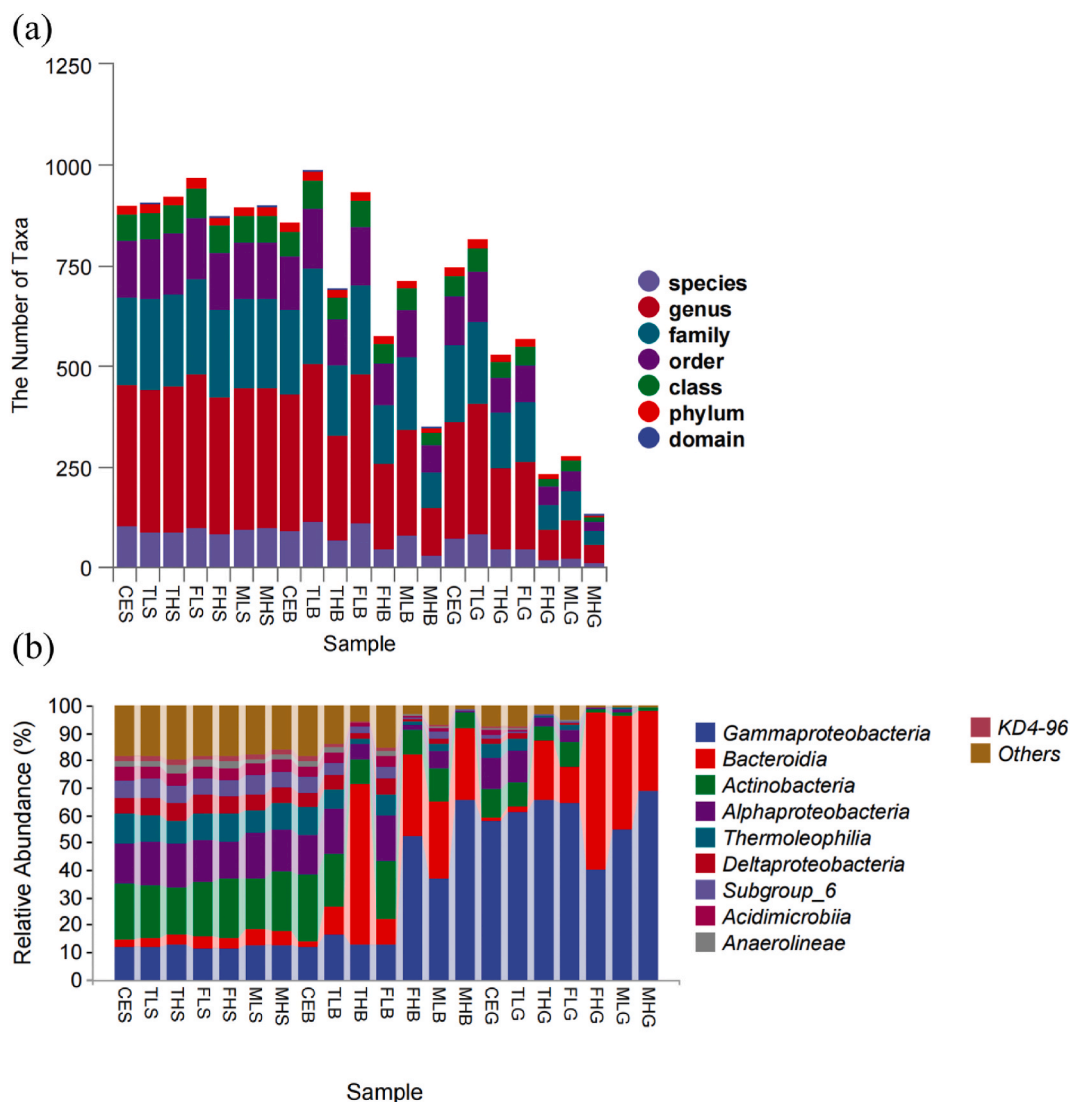 (a)
1250
1000
750
500
250
0
The Number of Taxa
CES TLS THS FLS FHS MLS MHS CEB TLB THB FLB FHB MLB MHB CEG TLG THG FLG FHG MLG MHG
Sample
species
genus
family
order
class
phylum
domain
(b)
100
90
80
70
60
50
40
30
20
10
0
Relative Abundance (%)
CES TLS THS FLS FHS MLS MHS CEB TLB THB FLB FHB MLB MHB CEG TLG THG FLG FHG MLG MHG
Sample
Gammaproteobacteria
Bacteroidia
Actinobacteria
Alphaproteobacteria
Thermoleophilia
Deltaproteobacteria
Subgroup_6
Acidimicrobiia
Anaerolineae
KD4-96
Others